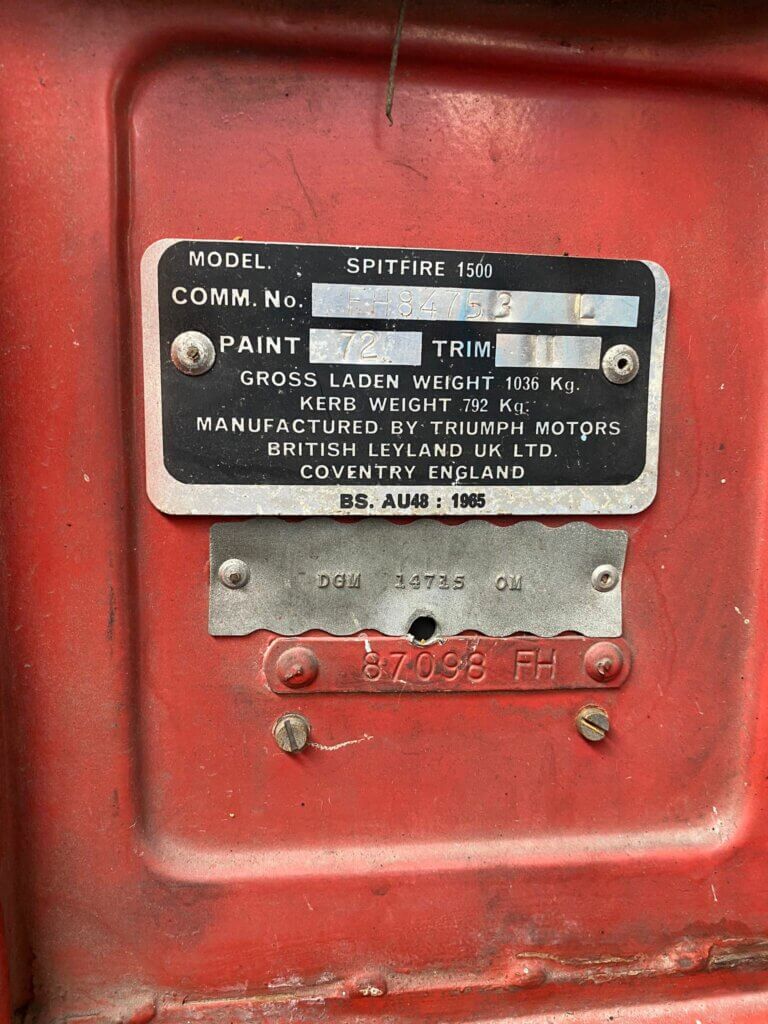 MODEL. SPITFIRE 1500
COMM. No. FH84753 L
PAINT 72 TRIM 11
GROSS LADEN WEIGHT 1036 Kg.
KERB WEIGHT 792 Kg.
MANUFACTURED BY TRIUMPH MOTORS
BRITISH LEYLAND UK LTD.
COVENTRY ENGLAND
BS. AU48 : 1965
DGM 14715 OM
87098 FH